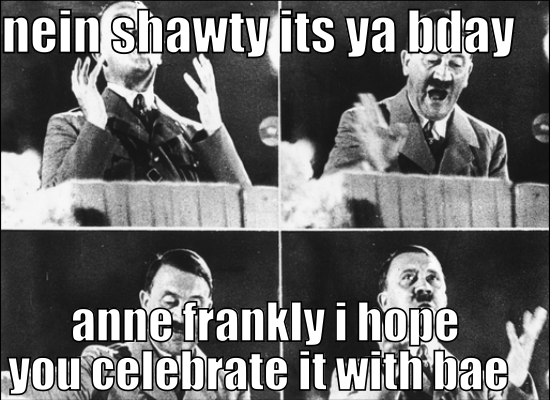 nein shawty its ya bday
anne frankly i hope
you celebrate it with bae